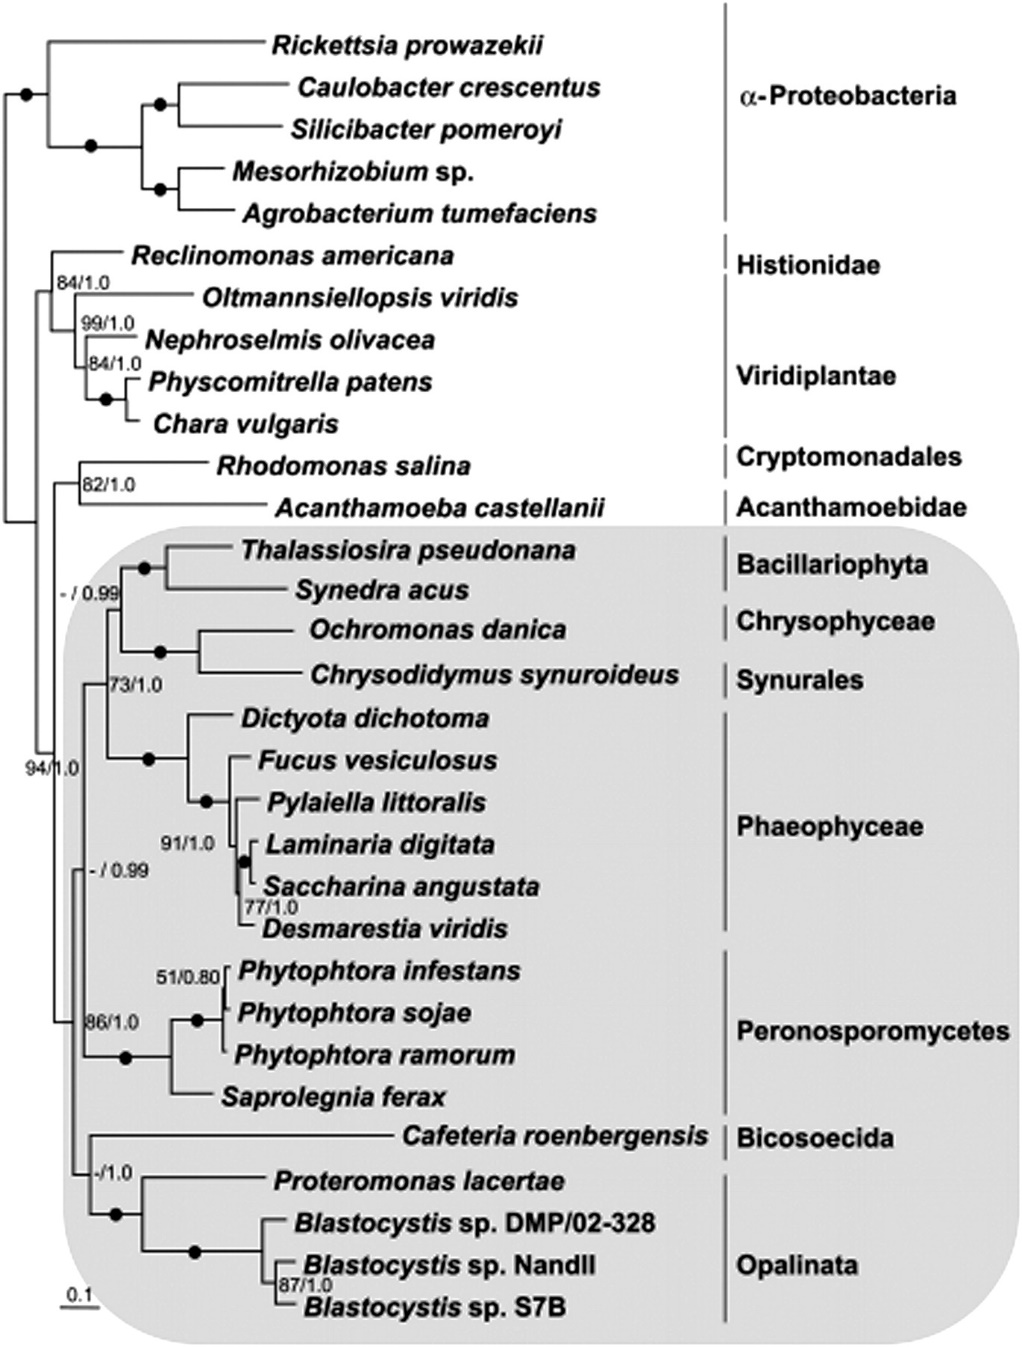 Rickettsia prowazekii
Caulobacter crescentus
α-Proteobacteria
Silicibacter pomeroyi
Mesorhizobium sp.
Agrobacterium tumefaciens
Reclinomonas americana
Histionidae
84/1.0
Oltmannsiellopsis viridis
99/1.0
Nephroselmis olivacea
84/1.0
Physcomitrella patens
Viridiplantae
Chara vulgaris
Rhodomonas salina
Cryptomonadales
82/1.0
Acanthamoeba castellanii
Acanthamoebidae
Thalassiosira pseudonana
Bacillariophyta
- / 0.99
Synedra acus
Ochromonas danica
Chrysophyceae
Chrysodidymus synuroideus
Synurales
73/1.0
Dictyota dichotoma
Fucus vesiculosus
94/1.0
Pylaiella littoralis
Phaeophyceae
91/1.0
Laminaria digitata
- / 0.99
Saccharina angustata
77/1.0
Desmarestia viridis
51/0.80
Phytophtora infestans
Phytophtora sojae
86/1.0
Peronosporomycetes
Phytophtora ramorum
Saprolegnia ferax
Cafeteria roenbergensis
Bicosoecida
-/1.0
Proteromonas lacertae
Blastocystis sp. DMP/02-328
Blastocystis sp. NandII
Opalinata
87/1.0
0.1
Blastocystis sp. S7B